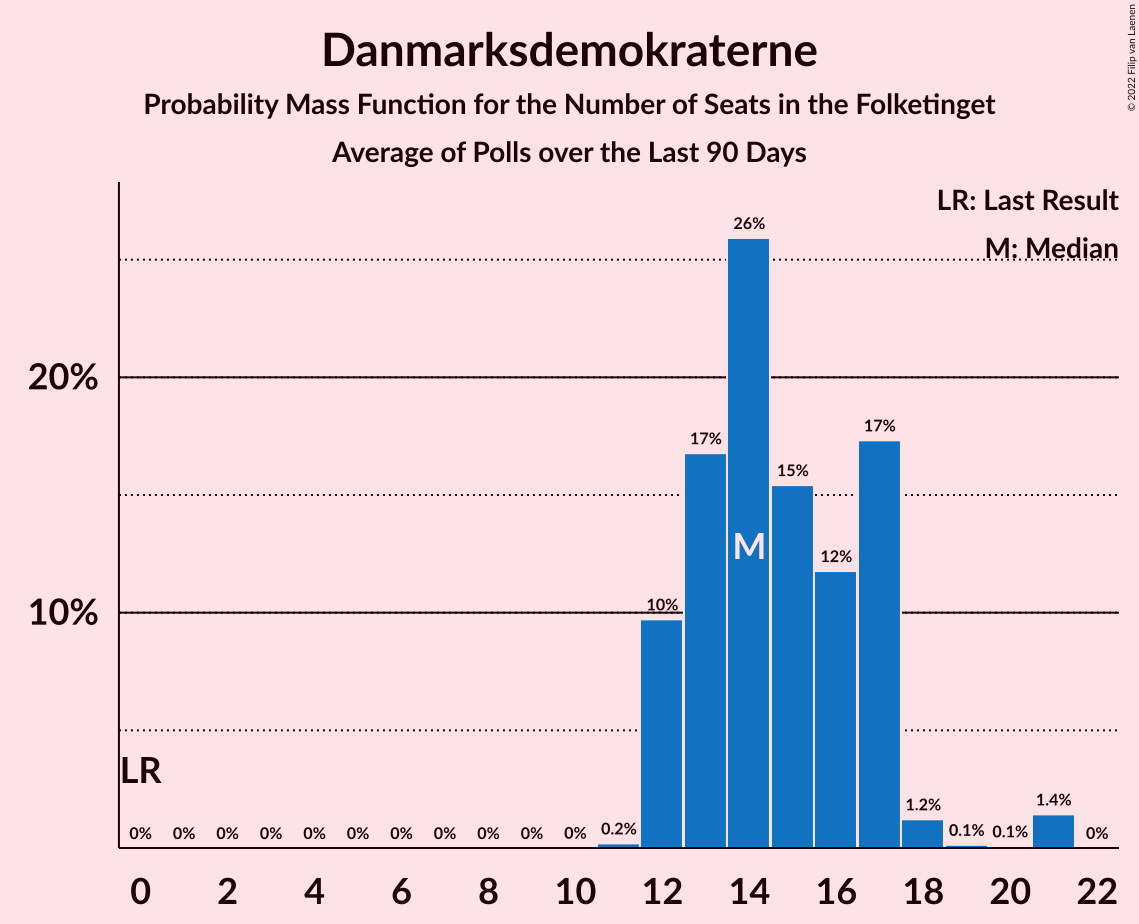 Danmarksdemokraterne
Probability Mass Function for the Number of Seats in the Folketinget
Average of Polls over the Last 90 Days
© 2022 Filip van Laenen
LR: Last Result
M: Median
26%
20%
17%
17%
15%
M
12%
10%
10%
LR
1.4%
1.2%
0% 0% 0% 0% 0% 0% 0% 0% 0% 0% 0% 0.2% 0.1% 0.1% 0%
0 2 4 6 8 10 12 14 16 18 20 22